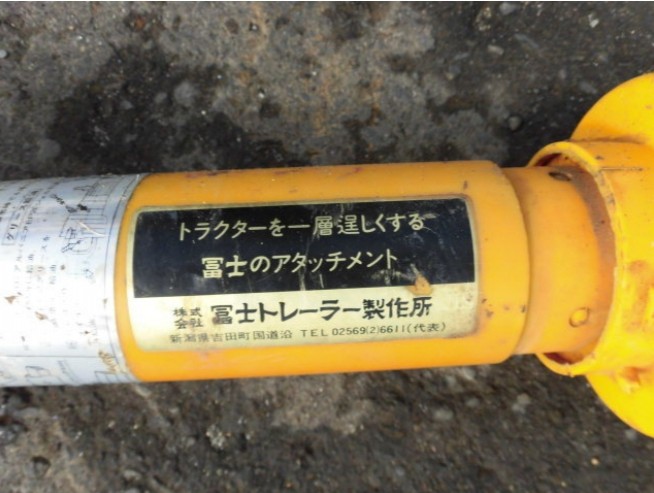 トラクターを一層逞しくする
冨士のアタッチメント
株式会社 冨士トレーラー製作所
新潟県吉田町国道沿 TEL 02569(2)6611(代表)